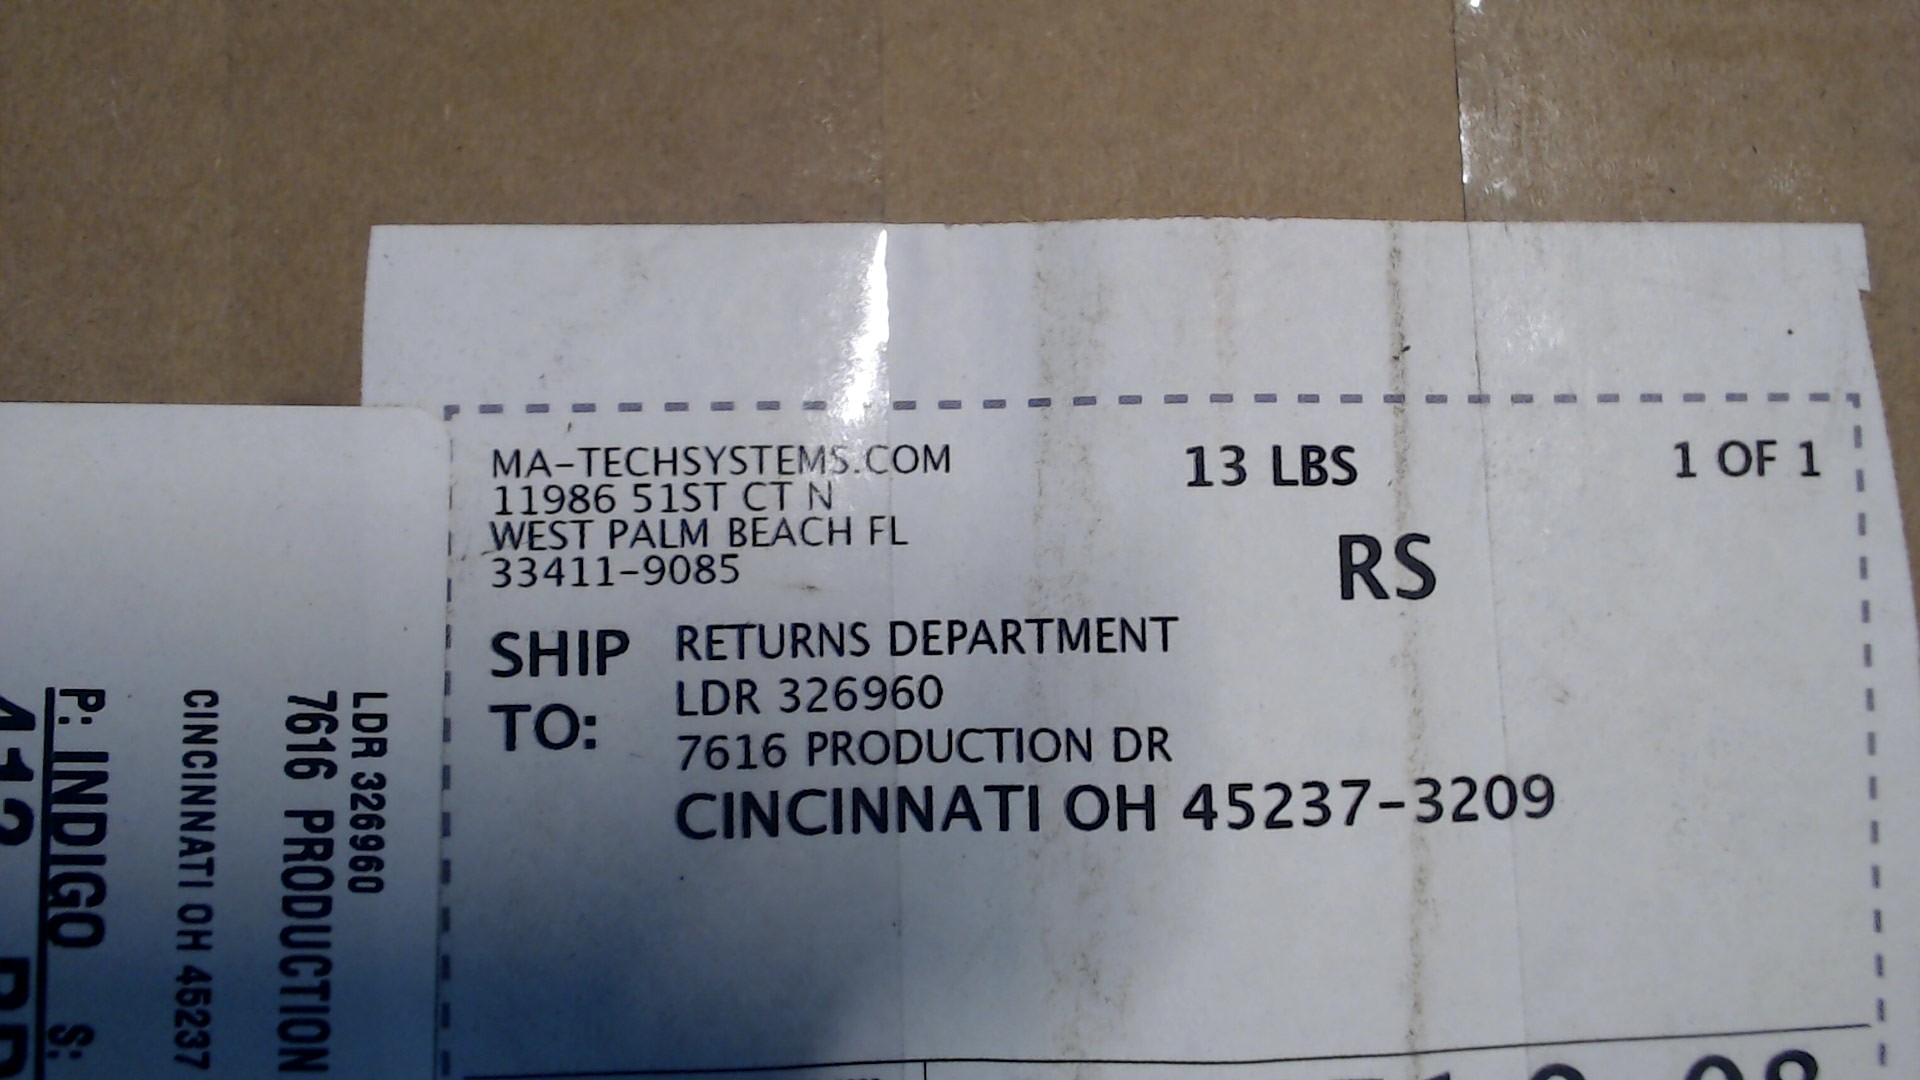 MA-TECHSYSTEMS.COM
11986 51ST CT N
WEST PALM BEACH FL
33411-9085
13 LBS
1 OF 1
RS
SHIP TO:
RETURNS DEPARTMENT
LDR 326960
7616 PRODUCTION DR
CINCINNATI OH 45237-3209
LDR 326960
7616 PRODUCTION
CINCINNATI OH 45237
P: INDIGO S: